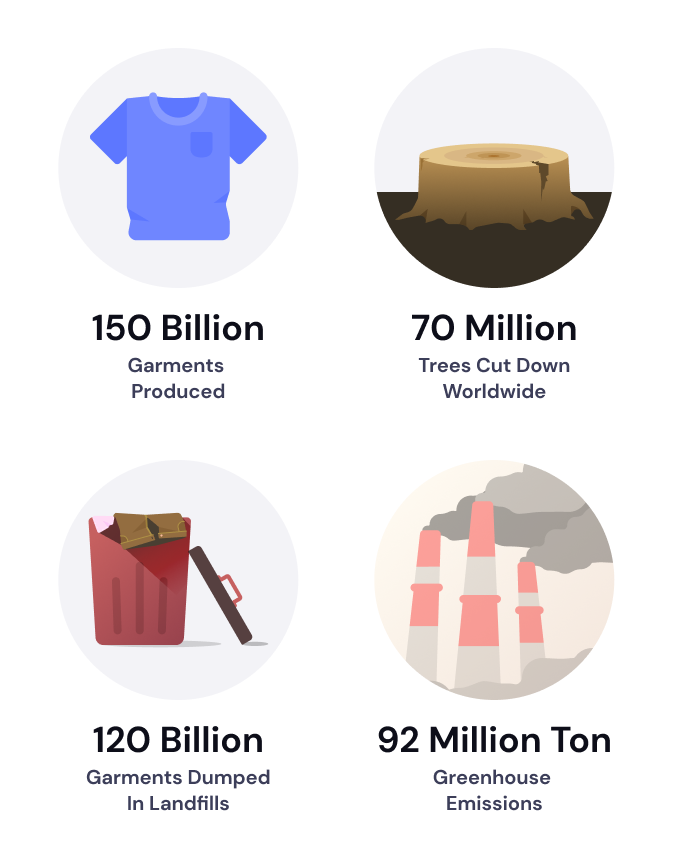 150 Billion
Garments
Produced
70 Million
Trees Cut Down
Worldwide
120 Billion
Garments Dumped
In Landfills
92 Million Ton
Greenhouse
Emissions